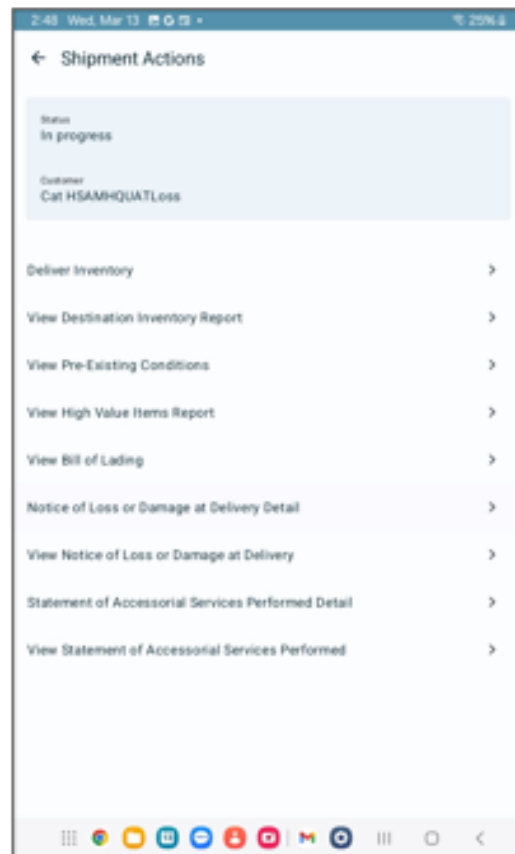 2:48 Wed, Mar 13 25%
Shipment Actions
Status
In progress
Customer
Cat HSAMHQUATLoss
Deliver Inventory
View Destination Inventory Report
View Pre-Existing Conditions
View High Value Items Report
View Bill of Lading
Notice of Loss or Damage at Delivery Detail
View Notice of Loss or Damage at Delivery
Statement of Accessorial Services Performed Detail
View Statement of Accessorial Services Performed